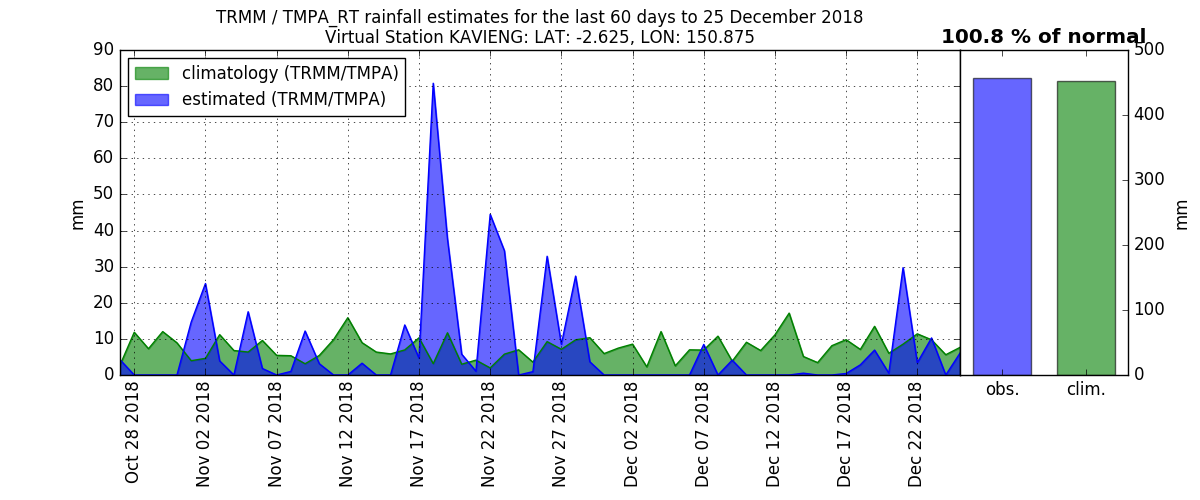 TRMM / TMPA_RT rainfall estimates for the last 60 days to 25 December 2018
Virtual Station KAVIENG: LAT: -2.625, LON: 150.875
100.8 % of normal
climatology (TRMM/TMPA)
estimated (TRMM/TMPA)
mm
90
80
70
60
50
40
30
20
10
0
Oct 28 2018
Nov 02 2018
Nov 07 2018
Nov 12 2018
Nov 17 2018
Nov 22 2018
Nov 27 2018
Dec 02 2018
Dec 07 2018
Dec 12 2018
Dec 17 2018
Dec 22 2018
obs.
clim.
500
400
300
200
100
0
mm